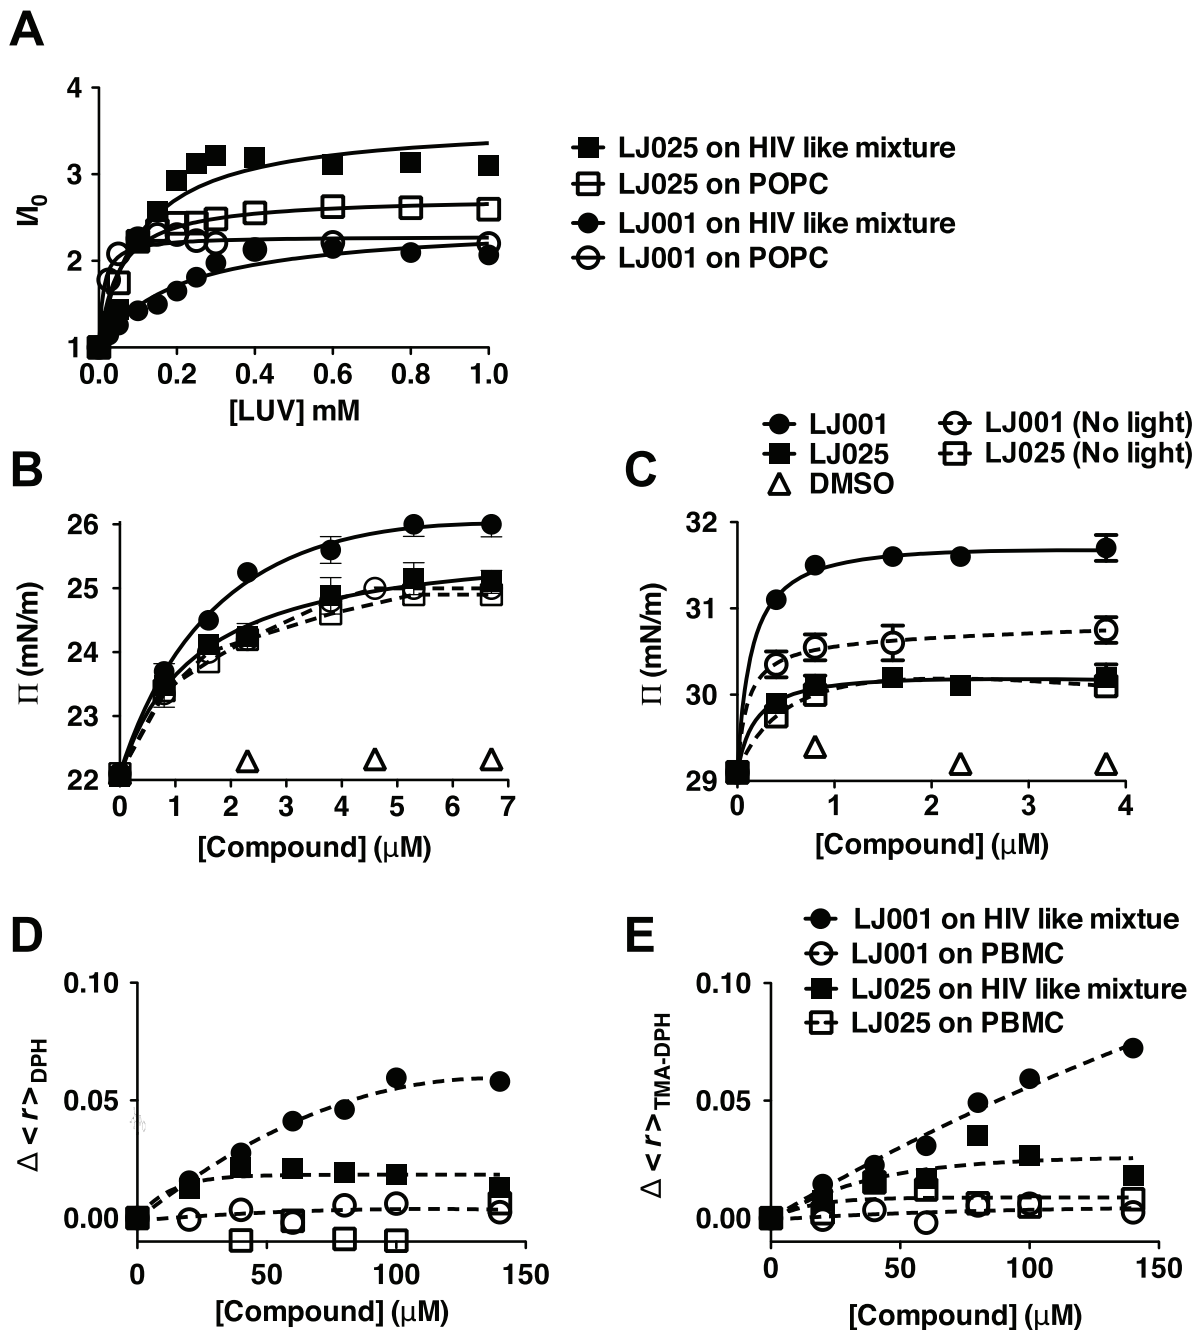 A
4
3
2
1
I/I0
0.0 0.2 0.4 0.6 0.8 1.0
[LUV] mM
LJ025 on HIV like mixture
LJ025 on POPC
LJ001 on HIV like mixture
LJ001 on POPC
LJ001
LJ025
DMSO
LJ001 (No light)
LJ025 (No light)
B
26
25
24
23
22
Π (mN/m)
0 1 2 3 4 5 6 7
[Compound] (μM)
C
32
31
30
29
Π (mN/m)
0 1 2 3 4
[Compound] (μM)
D
0.10
0.05
0.00
Δ <r>DPH
0 50 100 150
[Compound] (μM)
E
LJ001 on HIV like mixtue
LJ001 on PBMC
LJ025 on HIV like mixture
LJ025 on PBMC
0.10
0.05
0.00
Δ <r>TMA-DPH
0 50 100 150
[Compound] (μM)